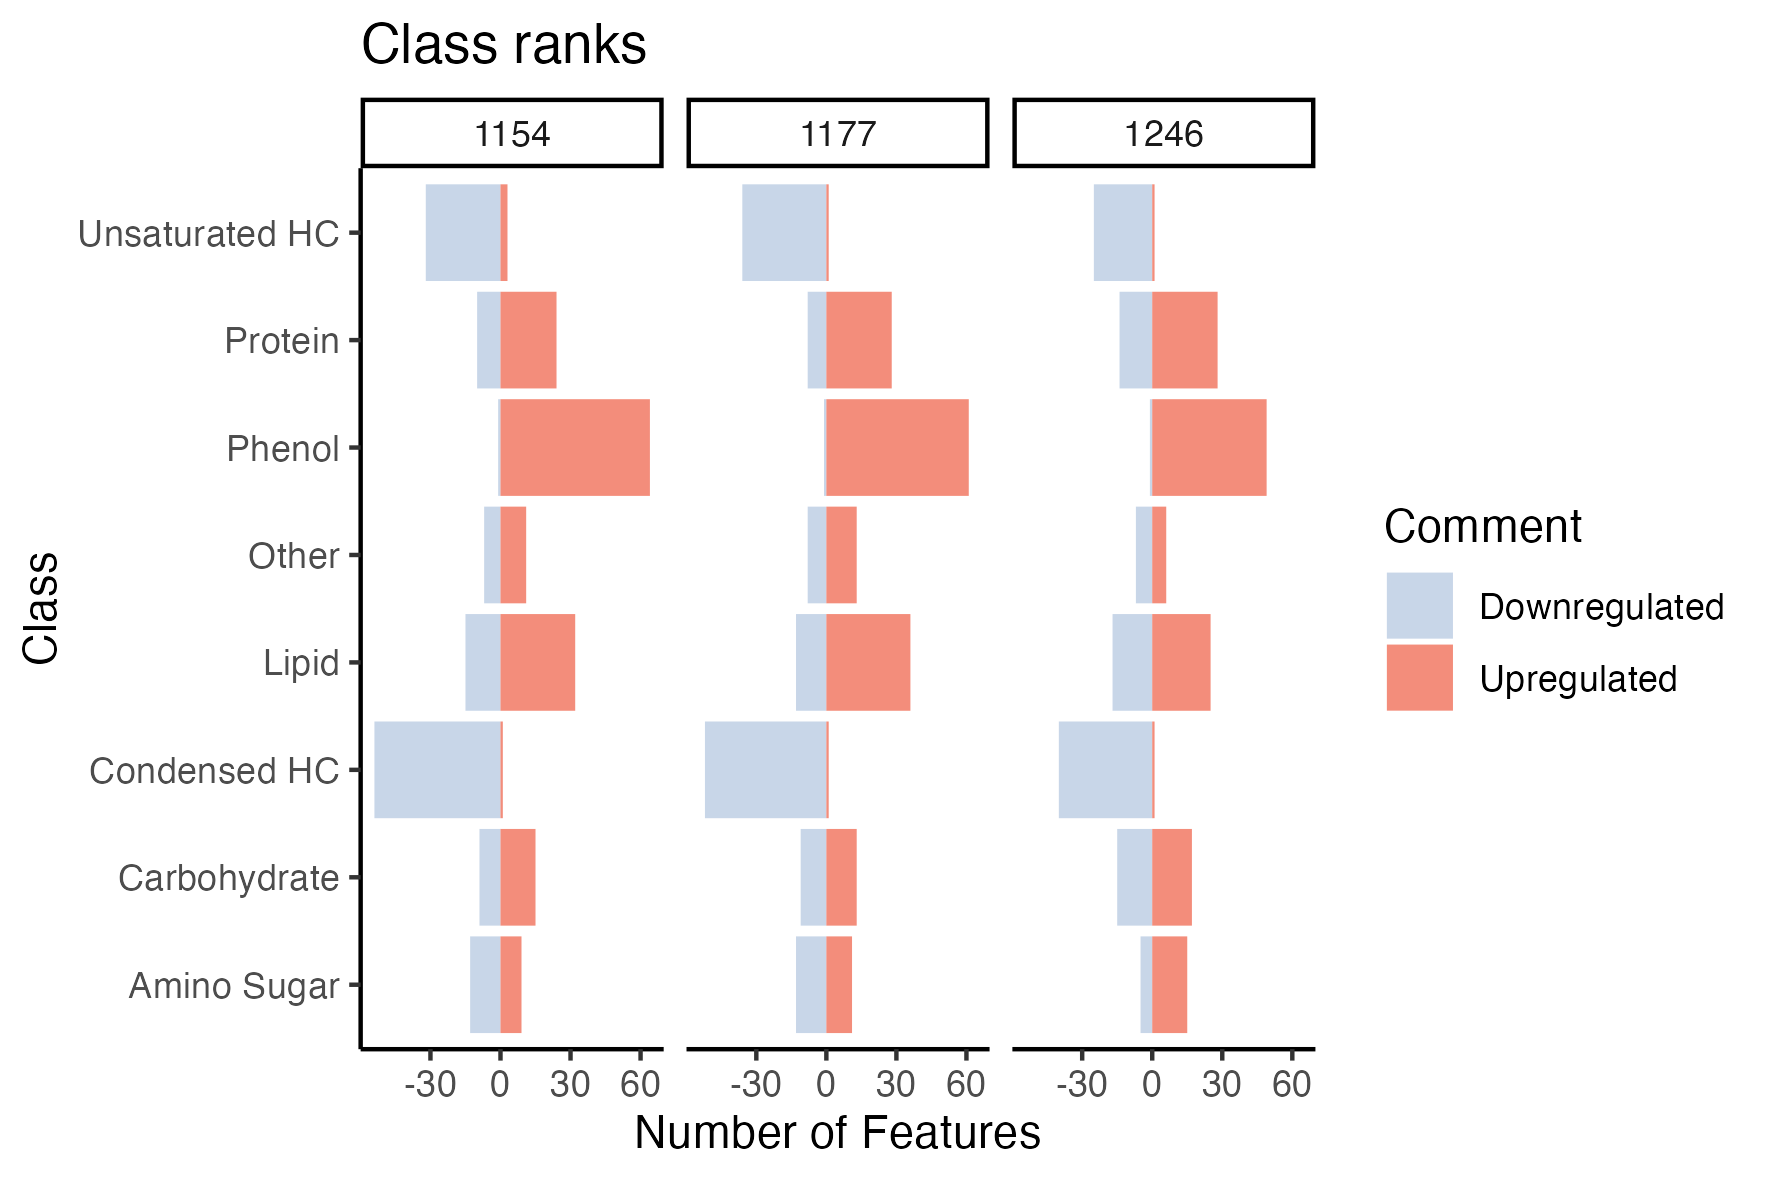 Class ranks
1154 1177 1246
Unsaturated HC
Protein
Phenol
Other
Lipid
Condensed HC
Carbohydrate
Amino Sugar
Class
-30 0 30 60 -30 0 30 60 -30 0 30 60
Number of Features
Comment
Downregulated
Upregulated